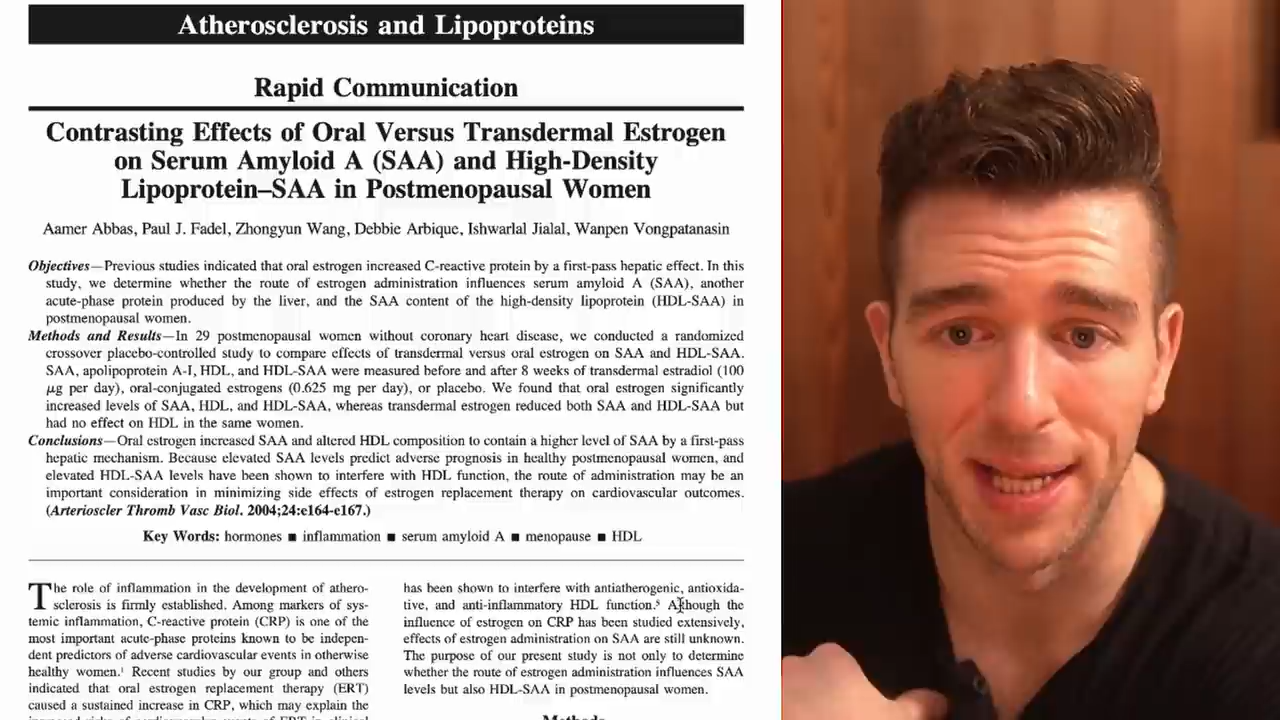 Atherosclerosis and Lipoproteins
Rapid Communication
Contrasting Effects of Oral Versus Transdermal Estrogen
on Serum Amyloid A (SAA) and High-Density
Lipoprotein–SAA in Postmenopausal Women
Aamer Abbas, Paul J. Fadel, Zhongyun Wang, Debbie Arbique, Ishwarlal Jialal, Wanpen Vongpatanasin
Objectives—Previous studies indicated that oral estrogen increased C-reactive protein by a first-pass hepatic effect. In this
study, we determine whether the route of estrogen administration influences serum amyloid A (SAA), another
acute-phase protein produced by the liver, and the SAA content of the high-density lipoprotein (HDL-SAA) in
postmenopausal women.
Methods and Results—In 29 postmenopausal women without coronary heart disease, we conducted a randomized
crossover placebo-controlled study to compare effects of transdermal versus oral estrogen on SAA and HDL-SAA.
SAA, apolipoprotein A-I, HDL, and HDL-SAA were measured before and after 8 weeks of transdermal estradiol (100
μg per day), oral-conjugated estrogens (0.625 mg per day), or placebo. We found that oral estrogen significantly
increased levels of SAA, HDL, and HDL-SAA, whereas transdermal estrogen reduced both SAA and HDL-SAA but
had no effect on HDL in the same women.
Conclusions—Oral estrogen increased SAA and altered HDL composition to contain a higher level of SAA by a first-pass
hepatic mechanism. Because elevated SAA levels predict adverse prognosis in healthy postmenopausal women, and
elevated HDL-SAA levels have been shown to interfere with HDL function, the route of administration may be an
important consideration in minimizing side effects of estrogen replacement therapy on cardiovascular outcomes.
(Arterioscler Thromb Vasc Biol. 2004;24:e164-e167.)
Key Words: hormones ■ inflammation ■ serum amyloid A ■ menopause ■ HDL
The role of inflammation in the development of athero-
sclerosis is firmly established. Among markers of sys-
temic inflammation, C-reactive protein (CRP) is one of the
most important acute-phase proteins known to be indepen-
dent predictors of adverse cardiovascular events in otherwise
healthy women.¹ Recent studies by our group and others
indicated that oral estrogen replacement therapy (ERT)
caused a sustained increase in CRP, which may explain the
has been shown to interfere with antiatherogenic, antioxida-
tive, and anti-inflammatory HDL function.⁵ Although the
influence of estrogen on CRP has been studied extensively,
effects of estrogen administration on SAA are still unknown.
The purpose of our present study is not only to determine
whether the route of estrogen administration influences SAA
levels but also HDL-SAA in postmenopausal women.
Methods